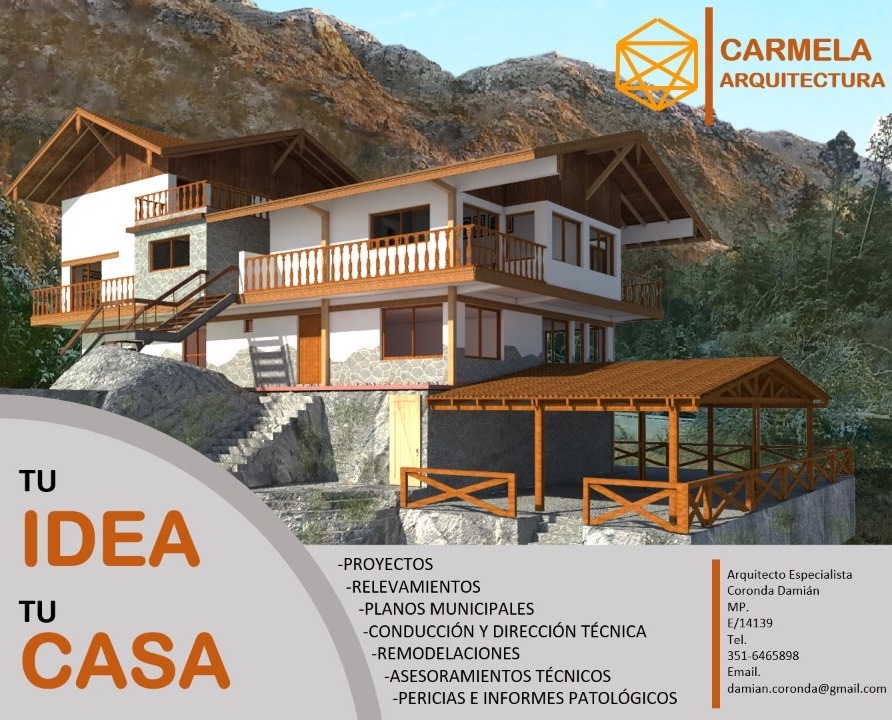 CARMELA
ARQUITECTURA
TU
IDEA
TU
CASA
-PROYECTOS
-RELEVAMIENTOS
-PLANOS MUNICIPALES
-CONDUCCIÓN Y DIRECCIÓN TÉCNICA
-REMODELACIONES
-ASESORAMIENTOS TÉCNICOS
-PERICIAS E INFORMES PATOLÓGICOS
Arquitecto Especialista
Coronda Damián
MP.
E/14139
Tel.
351-6465898
Email.
damian.coronda@gmail.com